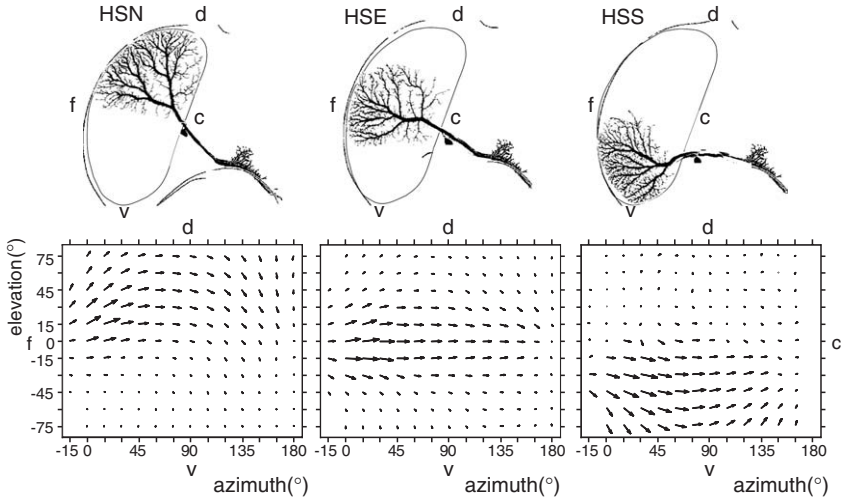 HSN d HSE d HSS d
f c f c f c
v v v
d d d
elevation(°)
75
45
15
f 0 c
-15
-45
-75
-15 0 45 90 135 180 -15 0 45 90 135 180 -15 0 45 90 135 180
v v v
azimuth(°) azimuth(°) azimuth(°)